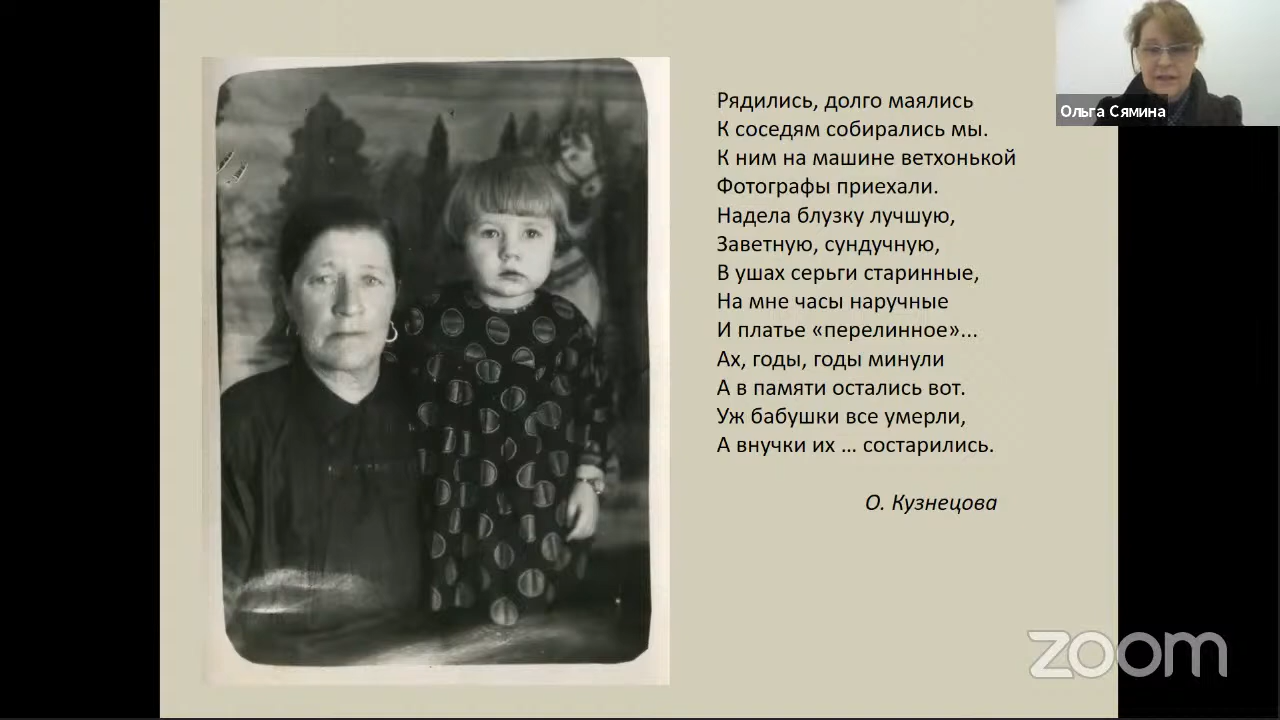 Рядились, долго маялись
К соседям собирались мы.
К ним на машине ветхонькой
Фотографы приехали.
Надела блузку лучшую,
Заветную, сундучную,
В ушах серьги старинные,
На мне часы наручные
И платье «перелинное»...
Ах, годы, годы минули
А в памяти остались вот.
Уж бабушки все умерли,
А внучки их ... состарились.
О. Кузнецова
Ольга Сямина
zoom